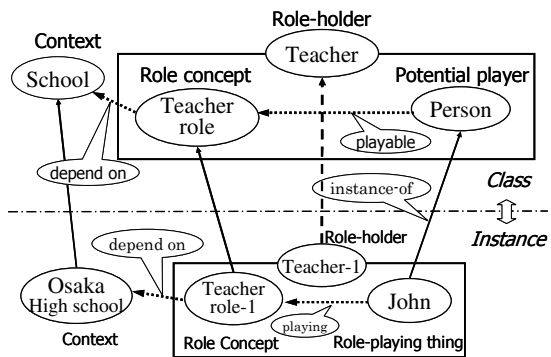 Role-holder
Context
Teacher
School
Role concept
Potential player
Teacher
role
Person
playable
depend on
instance-of
Class
Instance
depend on
Role-holder
Teacher-1
Osaka
High school
Teacher
role-1
John
playing
Context
Role Concept
Role-playing thing